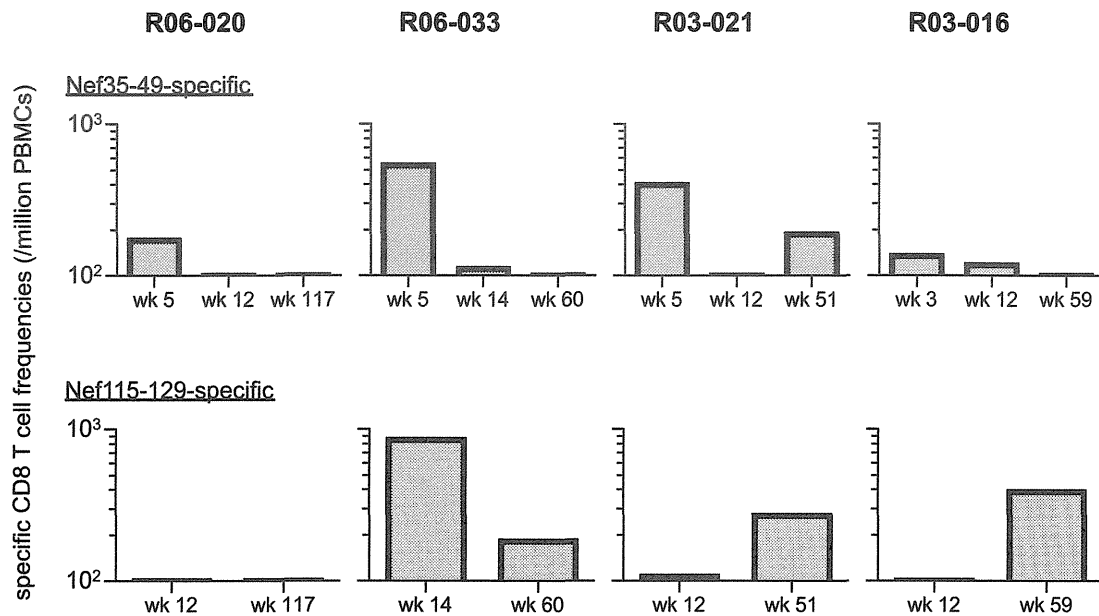 R06-020 R06-033 R03-021 R03-016
specific CD8 T cell frequencies (/million PBMCs)
Nef35-49-specific
10³
10²
wk 5 wk 12 wk 117 wk 5 wk 14 wk 60 wk 5 wk 12 wk 51 wk 3 wk 12 wk 59
Nef115-129-specific
10³
10²
wk 12 wk 117 wk 14 wk 60 wk 12 wk 51 wk 12 wk 59